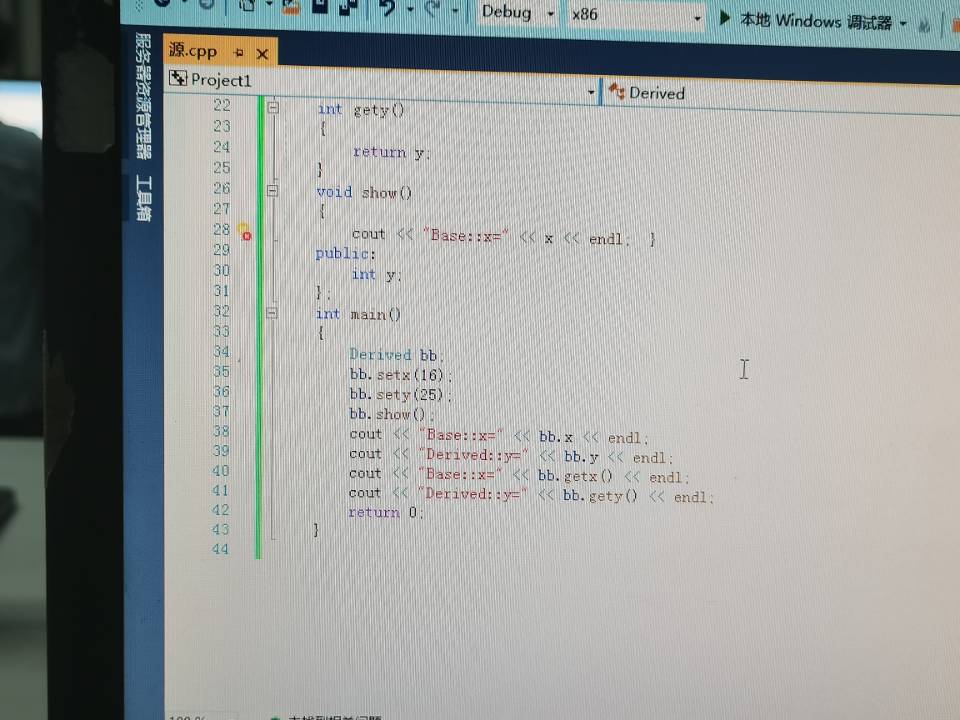 Debug x86 本地 Windows 调试器
源.cpp
服务器资源管理器 工具箱
Project1 Derived
22 int gety()
23 {
24 return y;
25 }
26 void show()
27 {
28 cout << "Base::x=" << x << endl; }
29 public:
30 int y;
31 };
32 int main()
33 {
34 Derived bb;
35 bb.setx(16);
36 bb.sety(25);
37 bb.show();
38 cout << "Base::x=" << bb.x << endl;
39 cout << "Derived::y=" << bb.y << endl;
40 cout << "Base::x=" << bb.getx() << endl;
41 cout << "Derived::y=" << bb.gety() << endl;
42 return 0;
43 }
44